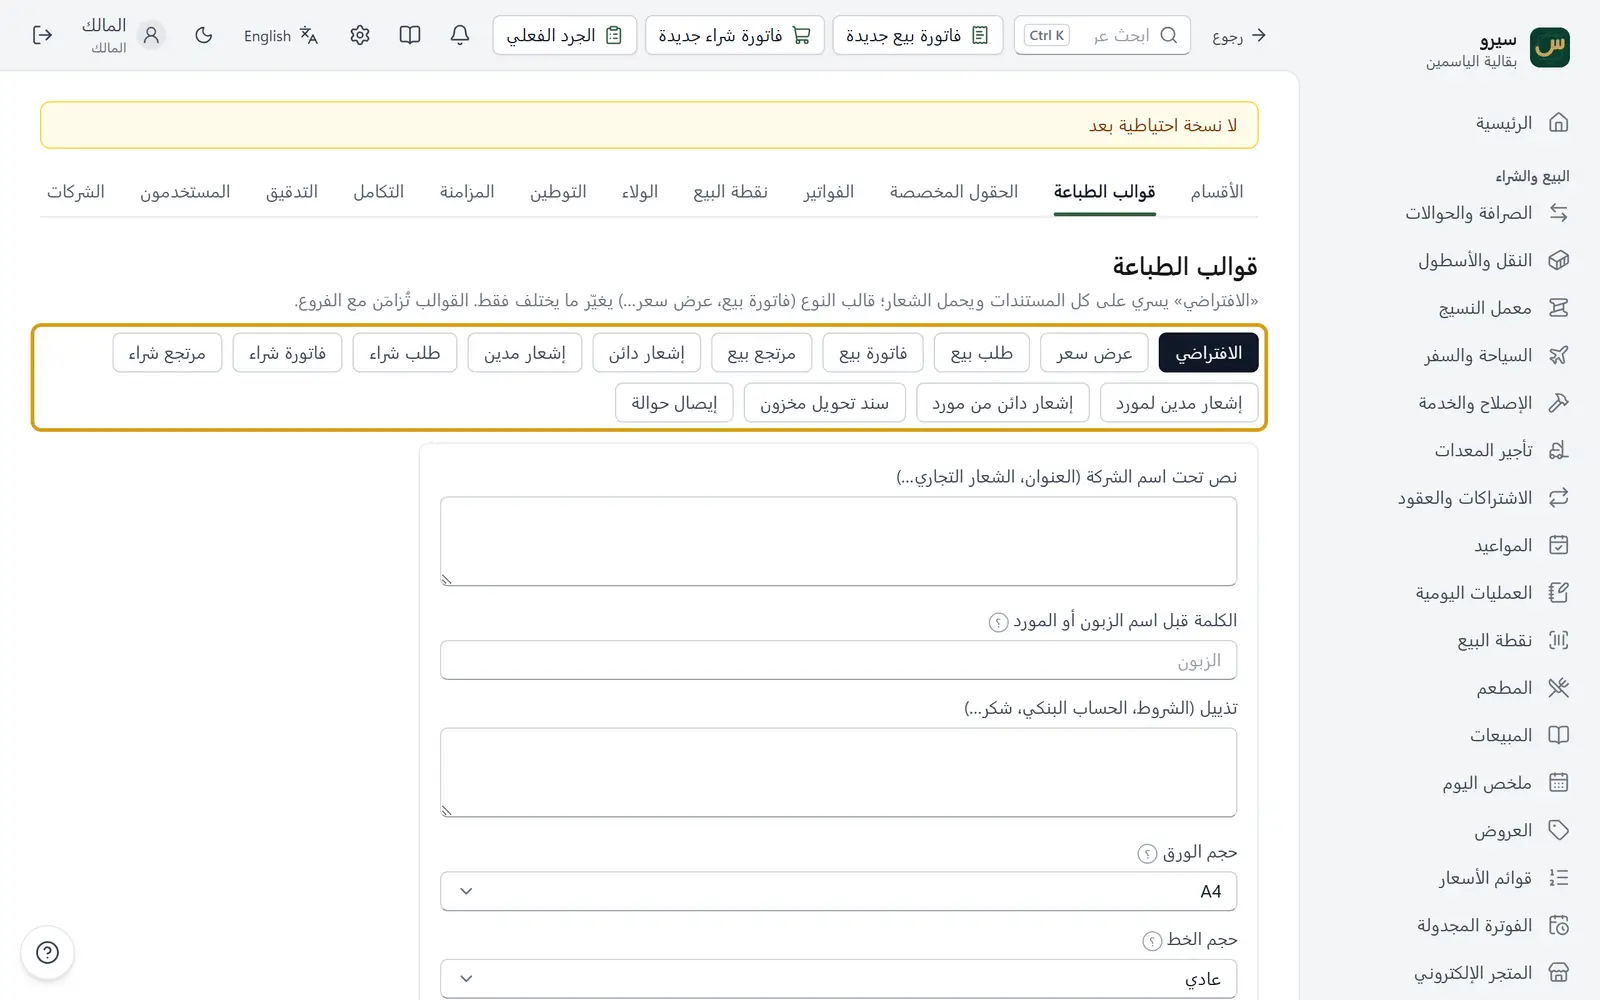 سيرو
بقالية الياسمين
رجوع
ابحث عر
Ctrl K
فاتورة بيع جديدة
فاتورة شراء جديدة
الجرد الفعلي
English
المالك
المالك
الرئيسية
البيع والشراء
الصرافة والحوالات
النقل والأسطول
معمل النسيج
السياحة والسفر
الإصلاح والخدمة
تأجير المعدات
الاشتراكات والعقود
المواعيد
العمليات اليومية
نقطة البيع
المطعم
المبيعات
ملخص اليوم
العروض
قوائم الأسعار
الفوترة المجدولة
المتجر الإلكتروني
لا نسخة احتياطية بعد
الأقسام
قوالب الطباعة
الحقول المخصصة
الفواتير
نقطة البيع
الولاء
التوطين
المزامنة
التكامل
التدقيق
المستخدمون
الشركات
قوالب الطباعة
«الافتراضي» يسري على كل المستندات ويحمل الشعار؛ قالب النوع (فاتورة بيع، عرض سعر...) يغيّر ما يختلف فقط. القوالب تُزامَن مع الفروع.
الافتراضي
عرض سعر
طلب بيع
فاتورة بيع
مرتجع بيع
إشعار دائن
إشعار مدين
طلب شراء
فاتورة شراء
مرتجع شراء
إشعار مدين لمورد
إشعار دائن من مورد
سند تحويل مخزون
إيصال حوالة
نص تحت اسم الشركة (العنوان، الشعار التجاري...)
الكلمة قبل اسم الزبون أو المورد ؟
الزبون
تذييل (الشروط، الحساب البنكي، شكر...)
حجم الورق ؟
A4
حجم الخط ؟
عادي